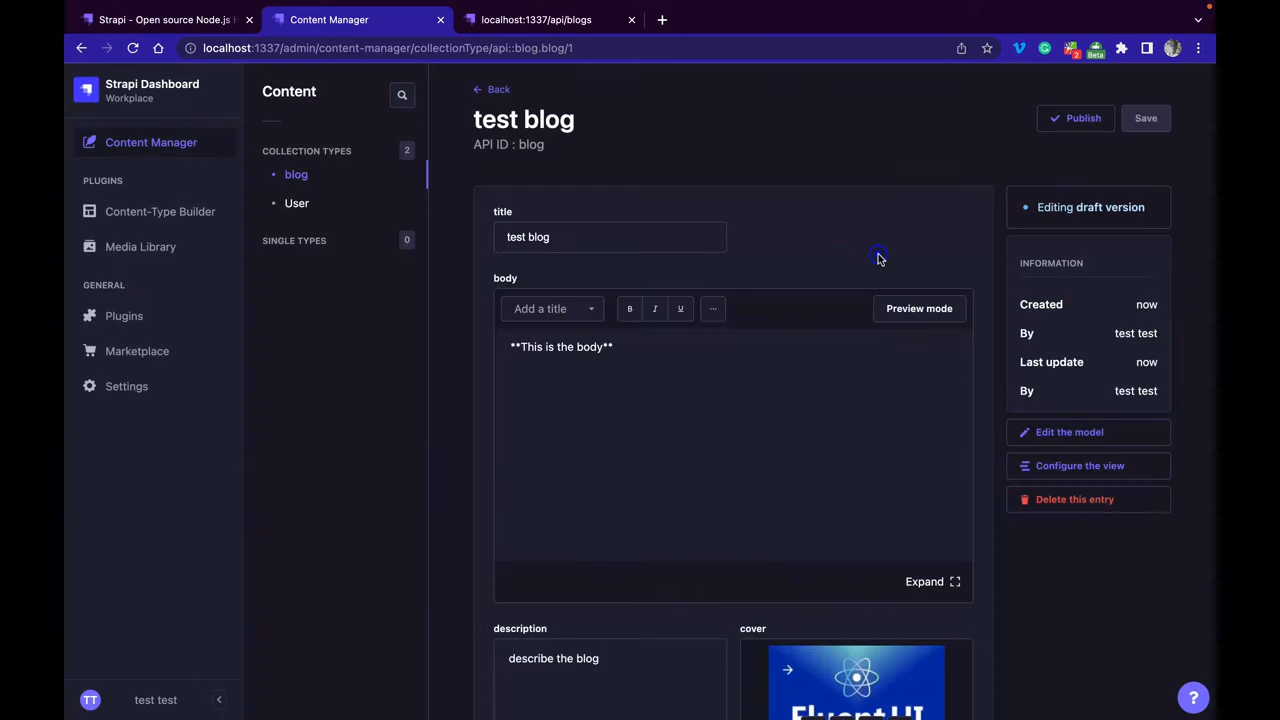 Strapi - Open source Node.js
Content Manager
localhost:1337/api/blogs
localhost:1337/admin/content-manager/collectionType/api::blog.blog/1
2
Beta
Strapi Dashboard
Workplace
Content Manager
PLUGINS
Content-Type Builder
Media Library
GENERAL
Plugins
Marketplace
Settings
TT
test test
Content
COLLECTION TYPES
2
blog
User
SINGLE TYPES
0
Back
test blog
API ID : blog
Publish
Save
title
test blog
body
Add a title
B
I
U
...
Preview mode
**This is the body**
Expand
description
describe the blog
cover
Fluent UI
Editing draft version
INFORMATION
Created
now
By
test test
Last update
now
By
test test
Edit the model
Configure the view
Delete this entry
?